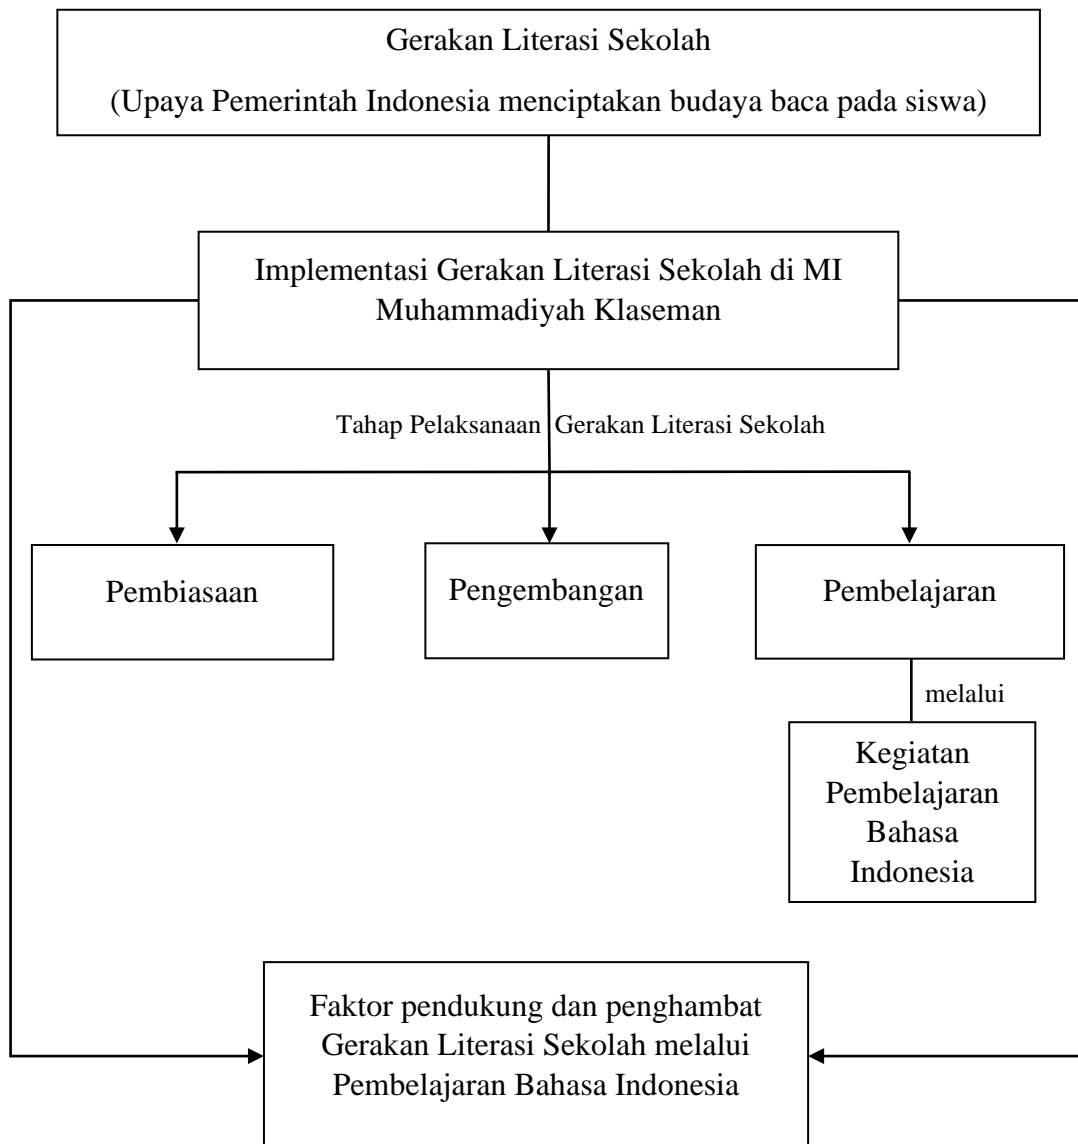 Gerakan Literasi Sekolah
(Upaya Pemerintah Indonesia menciptakan budaya baca pada siswa)
Implementasi Gerakan Literasi Sekolah di MI
Muhammadiyah Klaseman
Tahap Pelaksanaan Gerakan Literasi Sekolah
Pembiasaan
Pengembangan
Pembelajaran
melalui
Kegiatan
Pembelajaran
Bahasa
Indonesia
Faktor pendukung dan penghambat
Gerakan Literasi Sekolah melalui
Pembelajaran Bahasa Indonesia